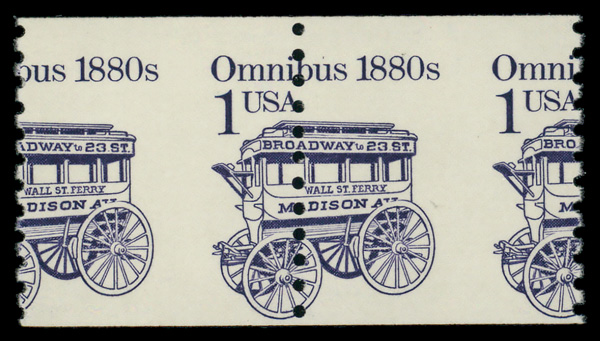 bus 1880s
ADWAY to 23 ST.
WALL ST. FERRY
DISON AV.
Omnibus 1880s
1 USA
BROADWAY to 23 ST.
WALL ST. FERRY
MADISON AV.
Omni
1 USA
BRO